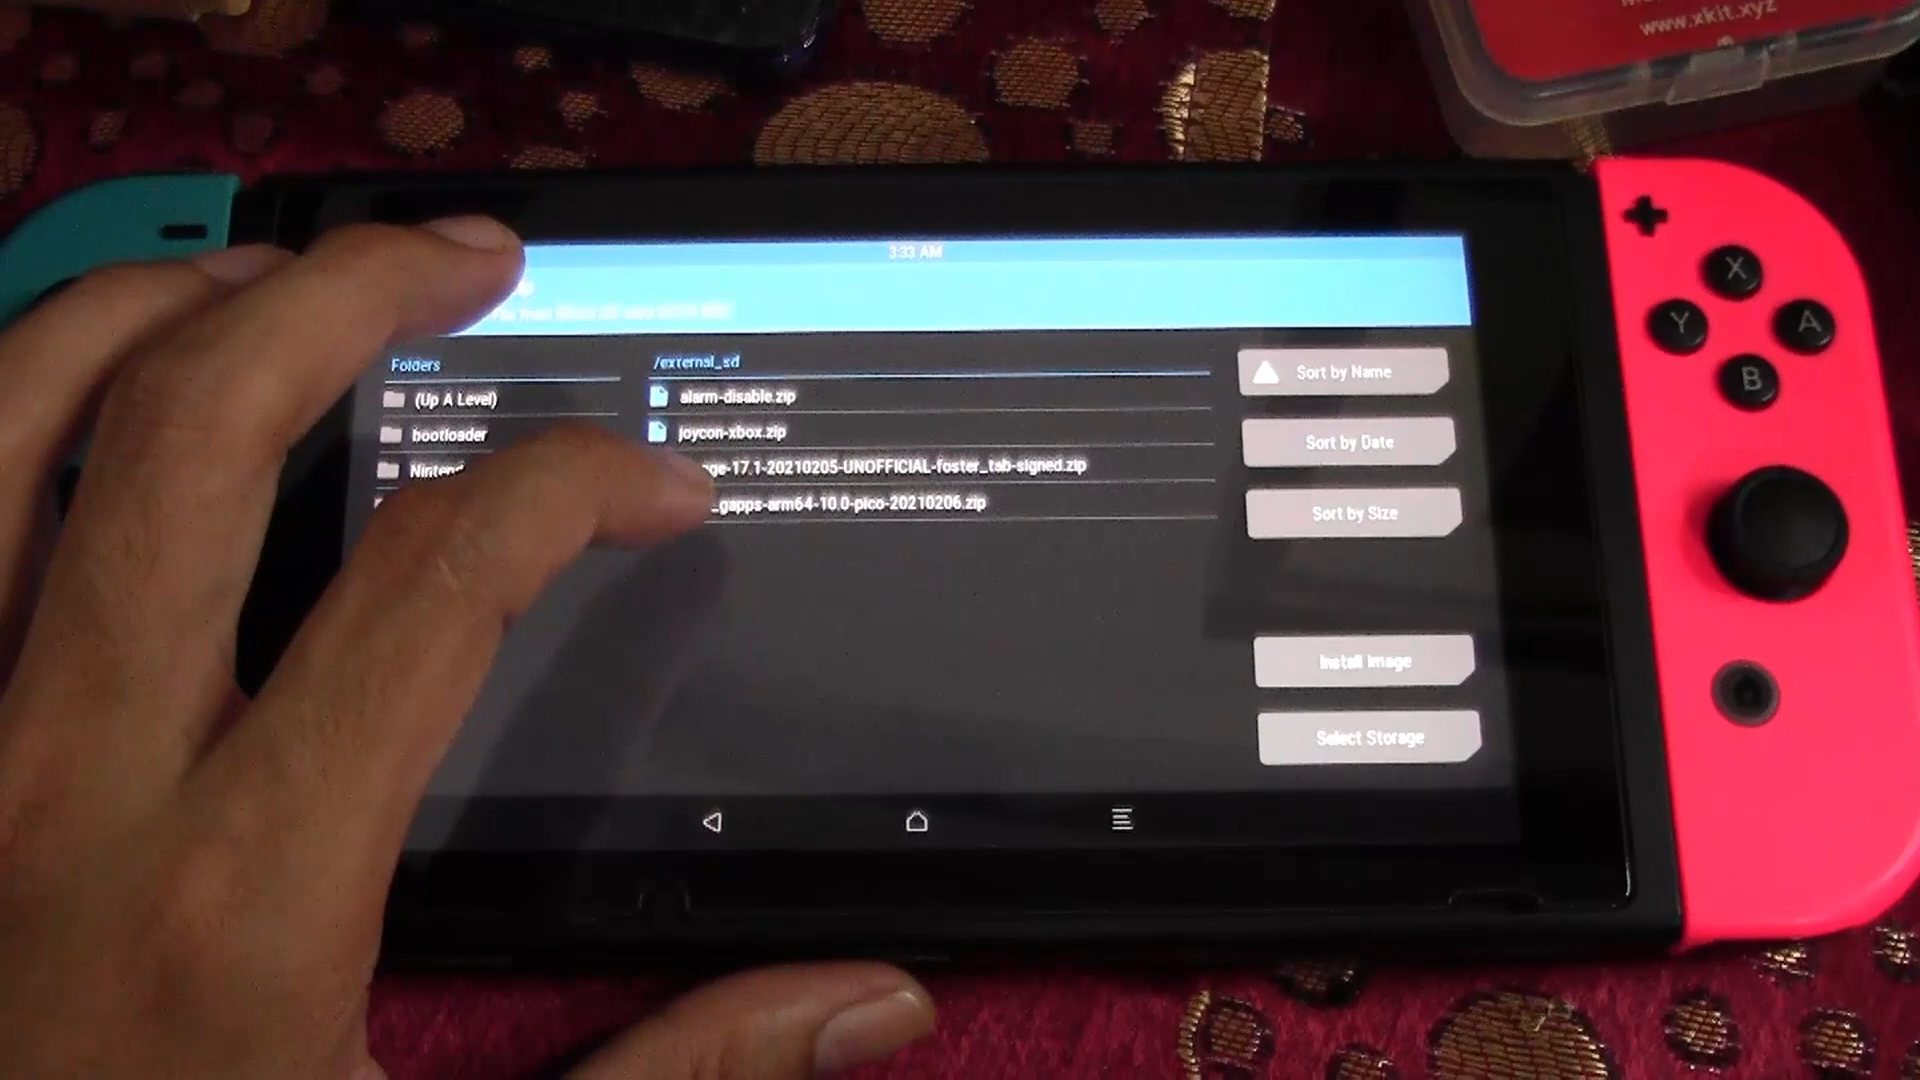 www.xkit.xyz
3:33 AM
Folders
/external_sd
Sort by Name
(Up A Level)
alarm-disable.zip
bootloader
joycon-xbox.zip
Sort by Date
Nintend
ge-17.1-20210205-UNOFFICIAL-foster_tab-signed.zip
_gapps-arm64-10.0-pico-20210206.zip
Sort by Size
Install Image
Select Storage
X
Y
A
B